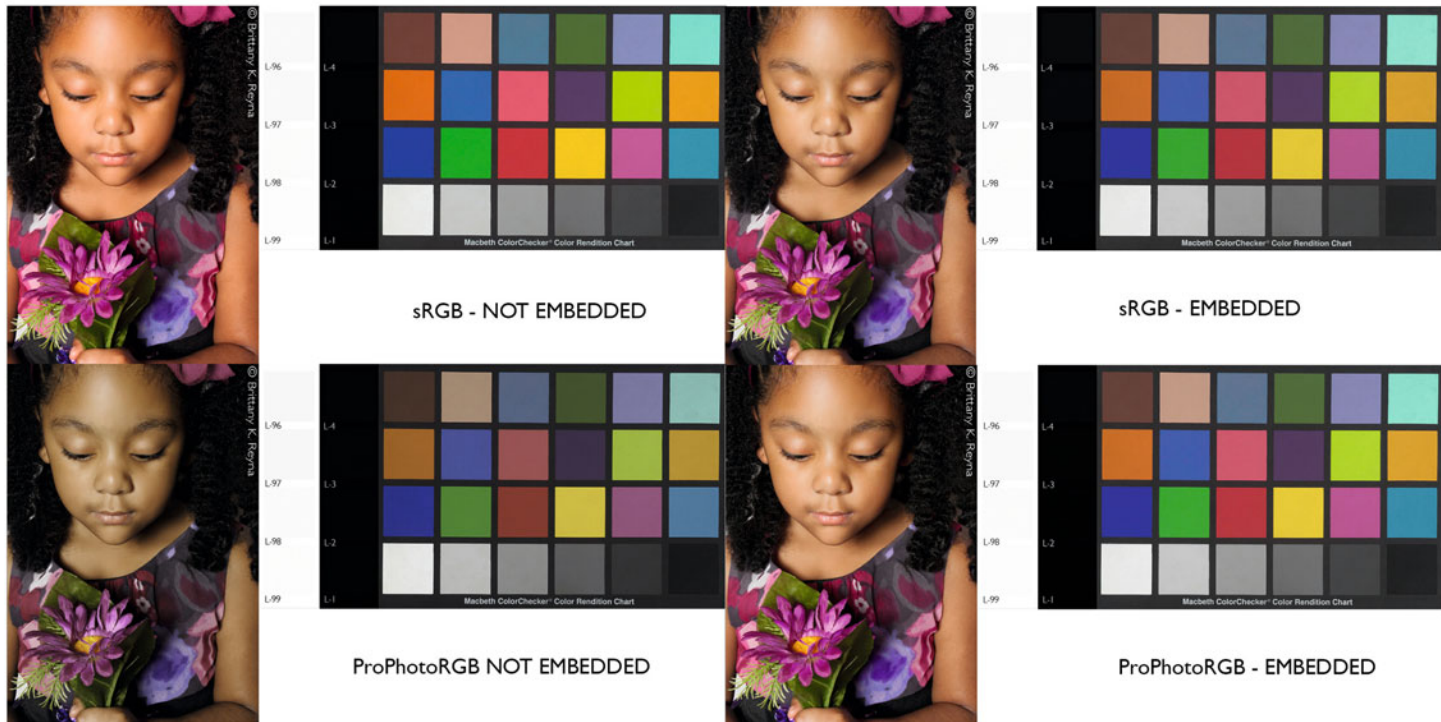 © Brittany K. Reyna
L-96
L-97
L-98
L-99
L-4
L-3
L-2
L-1
Macbeth ColorChecker® Color Rendition Chart
sRGB - NOT EMBEDDED
© Brittany K. Reyna
L-96
L-97
L-98
L-99
L-4
L-3
L-2
L-1
Macbeth ColorChecker® Color Rendition Chart
sRGB - EMBEDDED
© Brittany K. Reyna
L-96
L-97
L-98
L-99
L-4
L-3
L-2
L-1
Macbeth ColorChecker® Color Rendition Chart
ProPhotoRGB NOT EMBEDDED
© Brittany K. Reyna
L-96
L-97
L-98
L-99
L-4
L-3
L-2
L-1
Macbeth ColorChecker® Color Rendition Chart
ProPhotoRGB - EMBEDDED